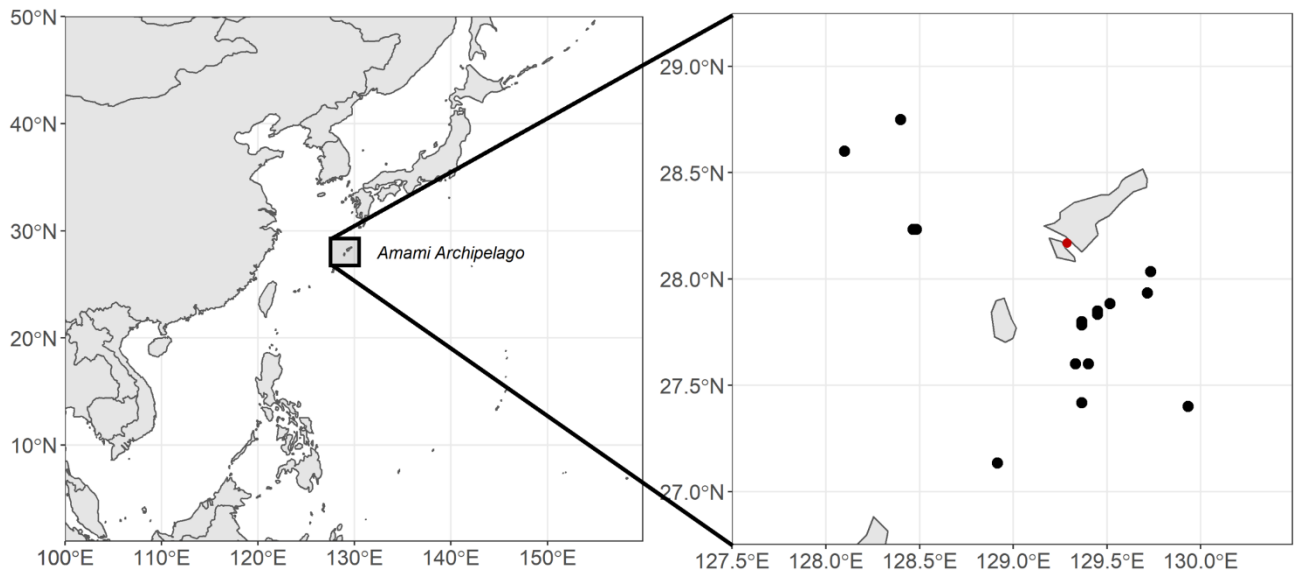 50°N
40°N
30°N
20°N
10°N
100°E
110°E
120°E
130°E
140°E
150°E
Amami Archipelago
29.0°N
28.5°N
28.0°N
27.5°N
27.0°N
127.5°E
128.0°E
128.5°E
129.0°E
129.5°E
130.0°E